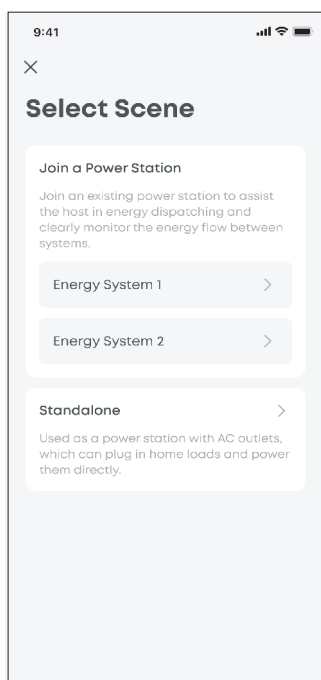 9:41
Select Scene
Join a Power Station
Join an existing power station to assist
the host in energy dispatching and
clearly monitor the energy flow between
systems.
Energy System 1
Energy System 2
Standalone
Used as a power station with AC outlets,
which can plug in home loads and power
them directly.